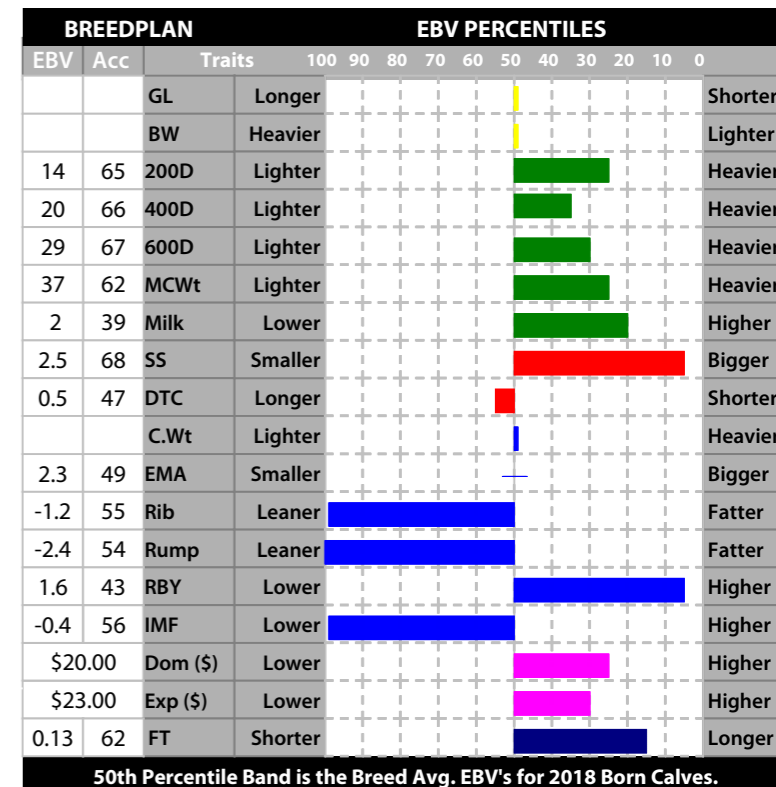 BREEDPLAN EBV PERCENTILES
EBV Acc Traits 100 90 80 70 60 50 40 30 20 10 0
GL Longer Shorter
BW Heavier Lighter
14 65 200D Lighter Heavier
20 66 400D Lighter Heavier
29 67 600D Lighter Heavier
37 62 MCWt Lighter Heavier
2 39 Milk Lower Higher
2.5 68 SS Smaller Bigger
0.5 47 DTC Longer Shorter
C.Wt Lighter Heavier
2.3 49 EMA Smaller Bigger
-1.2 55 Rib Leaner Fatter
-2.4 54 Rump Leaner Fatter
1.6 43 RBY Lower Higher
-0.4 56 IMF Lower Higher
$20.00 Dom ($) Lower Higher
$23.00 Exp ($) Lower Higher
0.13 62 FT Shorter Longer
50th Percentile Band is the Breed Avg. EBV's for 2018 Born Calves.